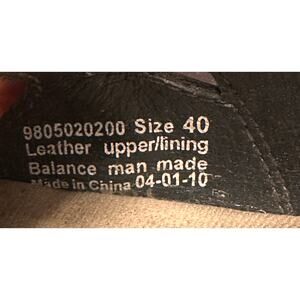 9805020200 Size 40
Leather upper/lining
Balance man made
Made in China 04-01-10